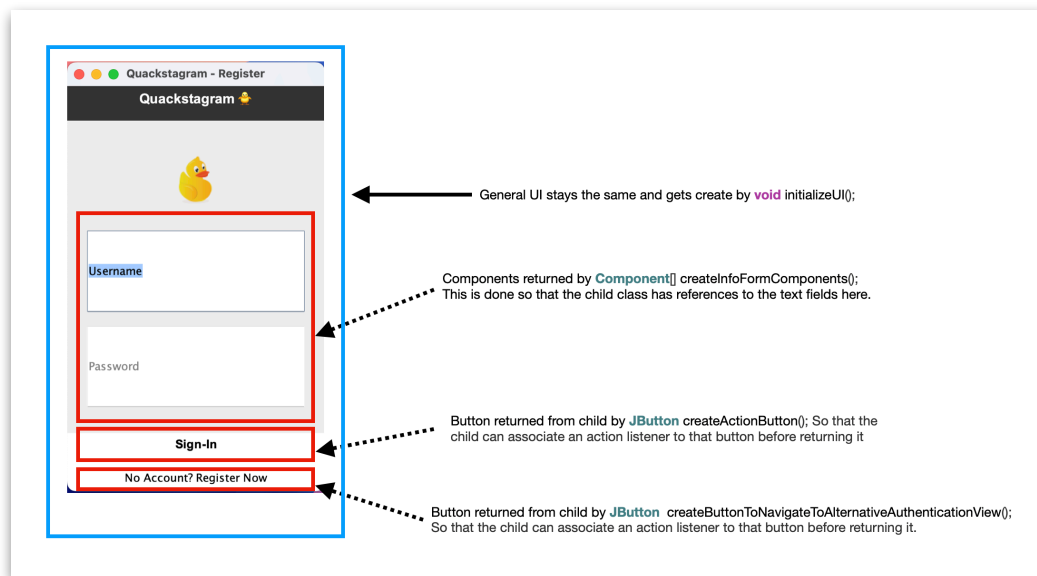 Quackstagram - Register
Quackstagram 🐥
General UI stays the same and gets create by void initializeUI();
Username
Components returned by Component[] createInfoFormComponents();
This is done so that the child class has references to the text fields here.
Password
Button returned from child by JButton createActionButton(); So that the
child can associate an action listener to that button before returning it
Sign-In
No Account? Register Now
Button returned from child by JButton createButtonToNavigateToAlternativeAuthenticationView();
So that the child can associate an action listener to that button before returning it.